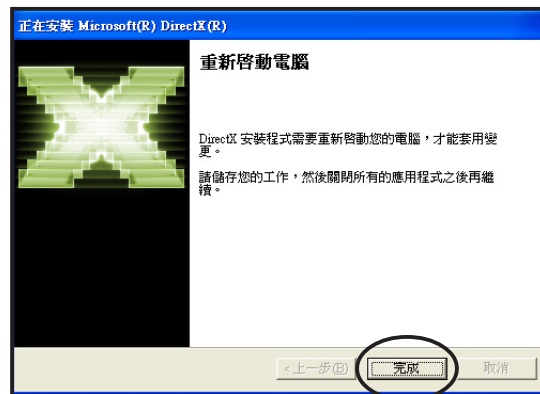 正在安裝 Microsoft(R) DirectX(R)
重新啓動電腦
DirectX 安裝程式需要重新啓動您的電腦，才能套用變
更。
請儲存您的工作，然後關閉所有的應用程式之後再繼
續。
<上一步(B) 完成 取消